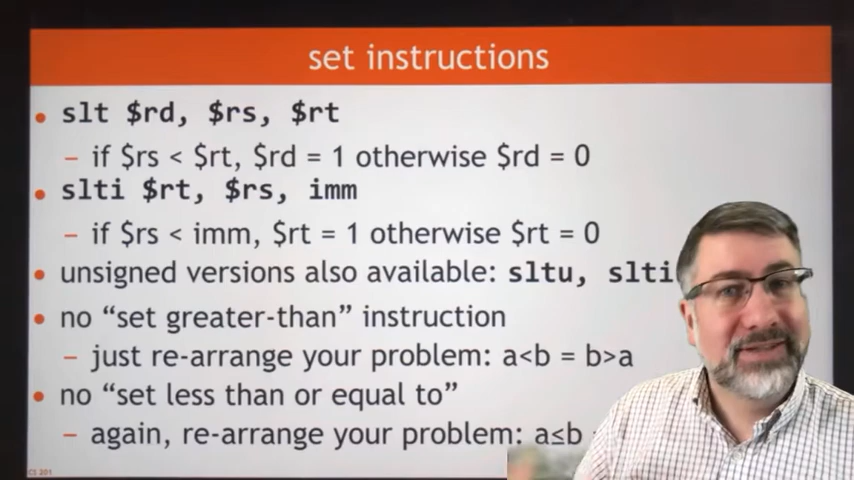 set instructions
• slt $rd, $rs, $rt
– if $rs < $rt, $rd = 1 otherwise $rd = 0
• slti $rt, $rs, imm
– if $rs < imm, $rt = 1 otherwise $rt = 0
• unsigned versions also available: sltu, slti
• no “set greater-than” instruction
– just re-arrange your problem: a<b = b>a
• no “set less than or equal to”
– again, re-arrange your problem: a≤b
CS 201